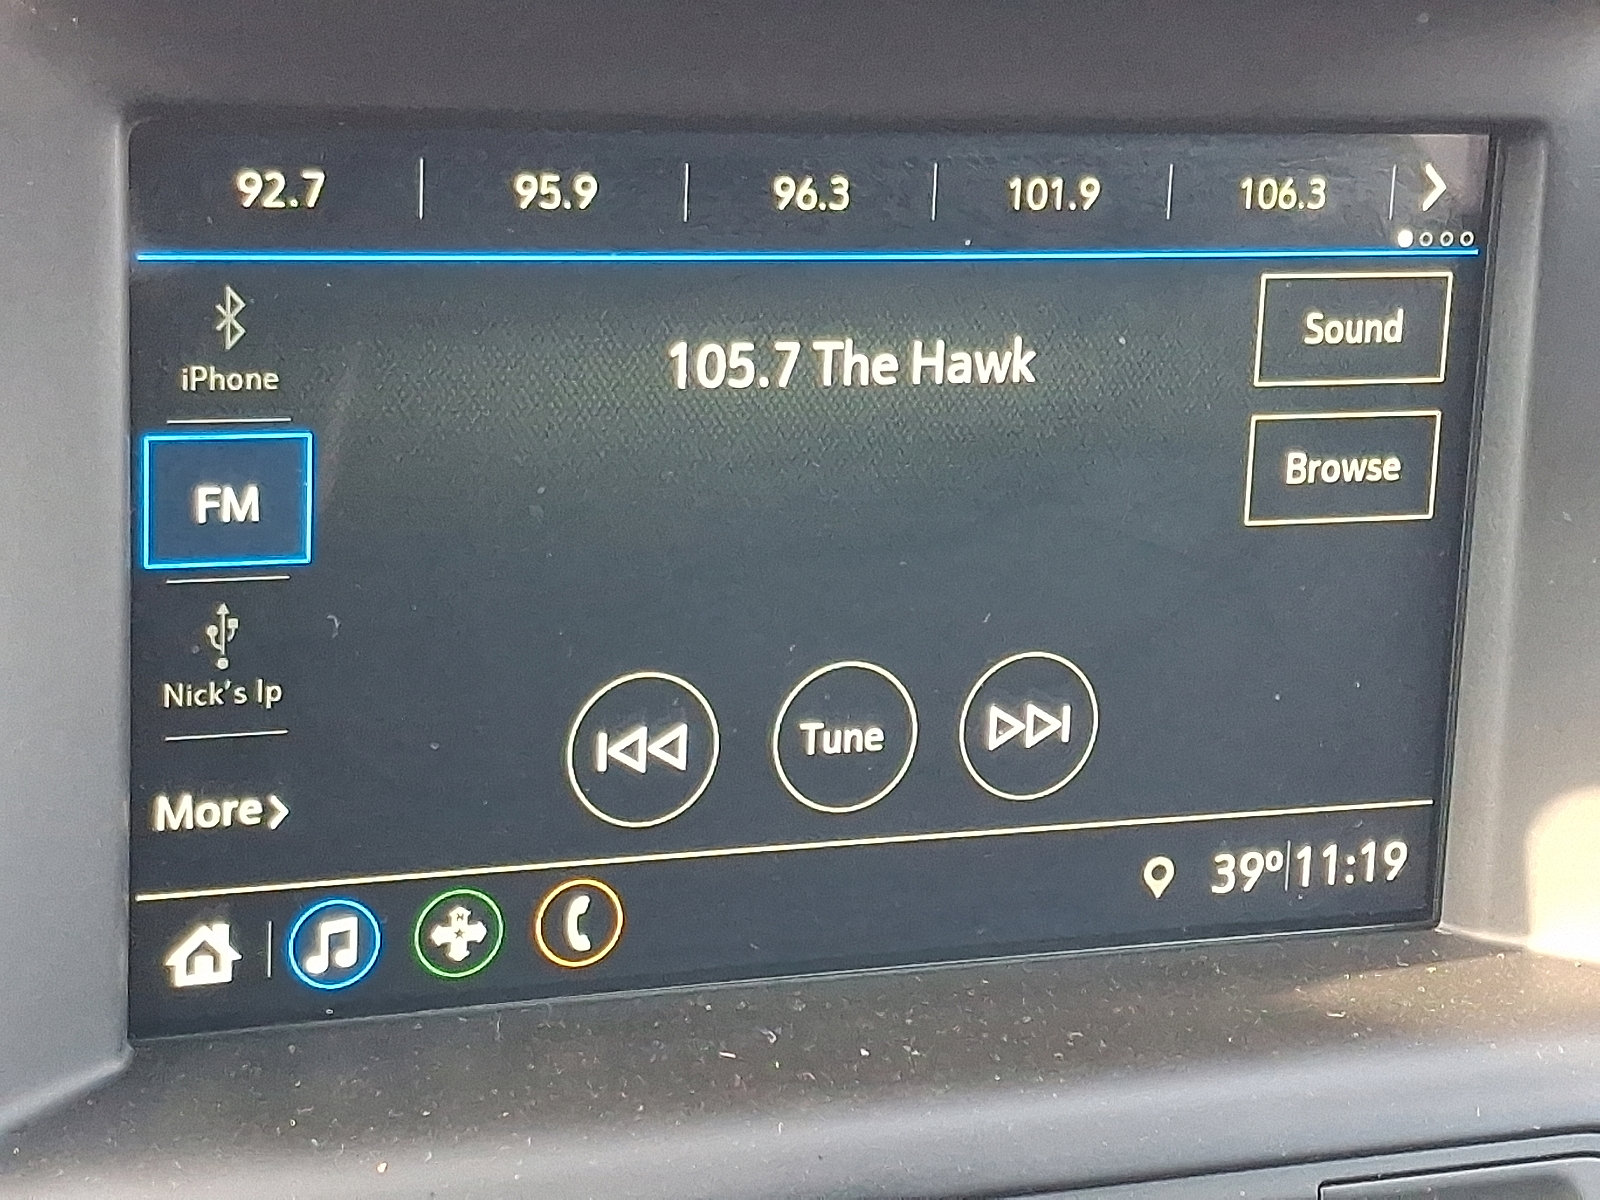 92.7 95.9 96.3 101.9 106.3
iPhone
105.7 The Hawk
Sound
FM
Browse
Nick's Ip
Tune
More
39º 11:19